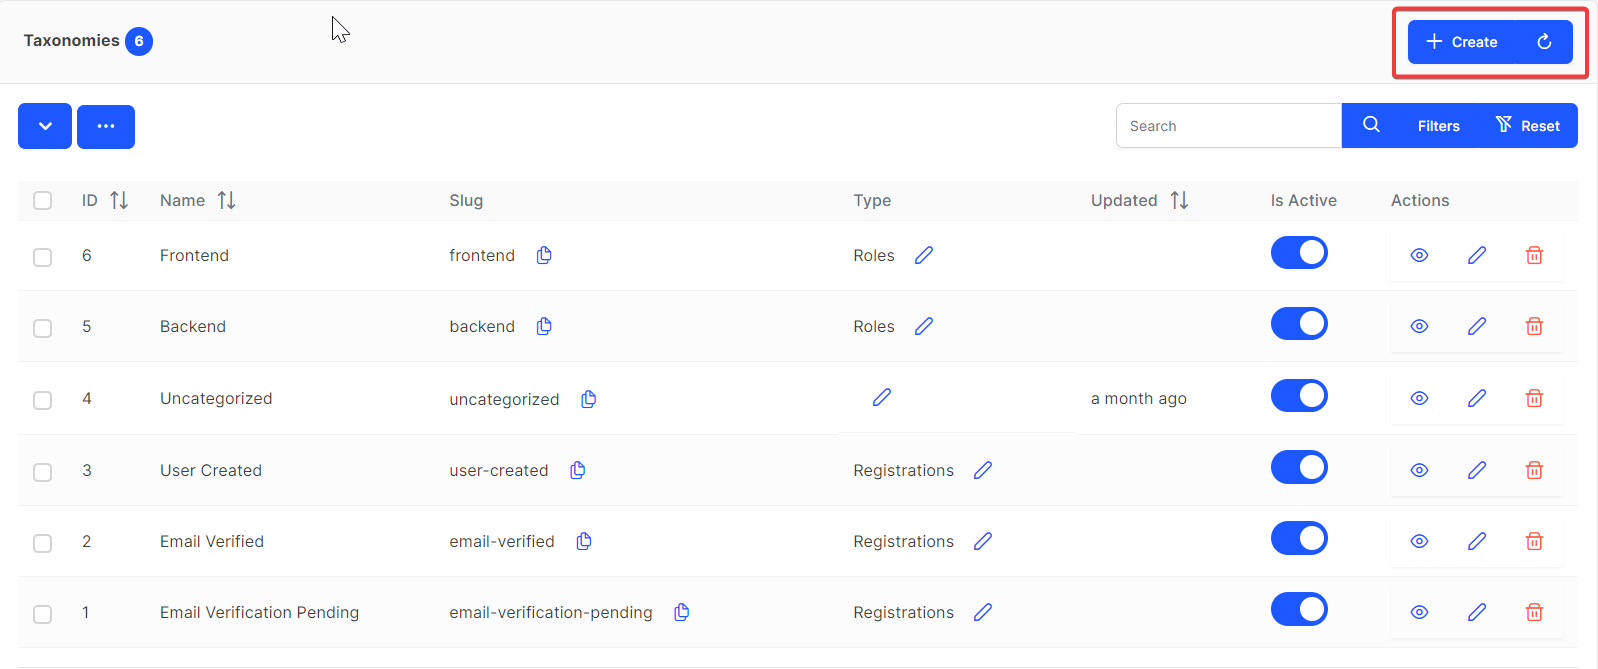 Taxonomies 6
+ Create
Search Filters Reset
ID Name Slug Type Updated Is Active Actions
6 Frontend frontend Roles
5 Backend backend Roles
4 Uncategorized uncategorized a month ago
3 User Created user-created Registrations
2 Email Verified email-verified Registrations
1 Email Verification Pending email-verification-pending Registrations